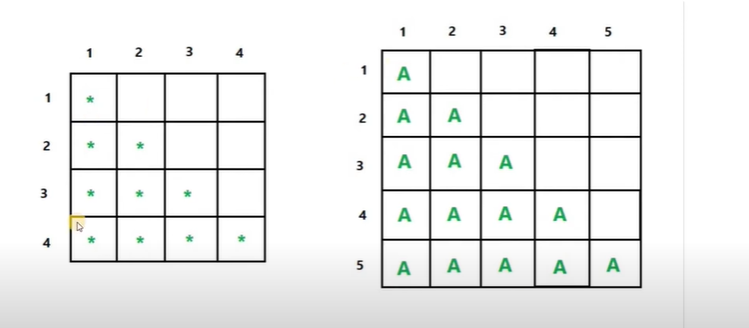 1 2 3 4
1 *
2 * *
3 * * *
4 * * * *
1 2 3 4 5
1 A
2 A A
3 A A A
4 A A A A
5 A A A A A